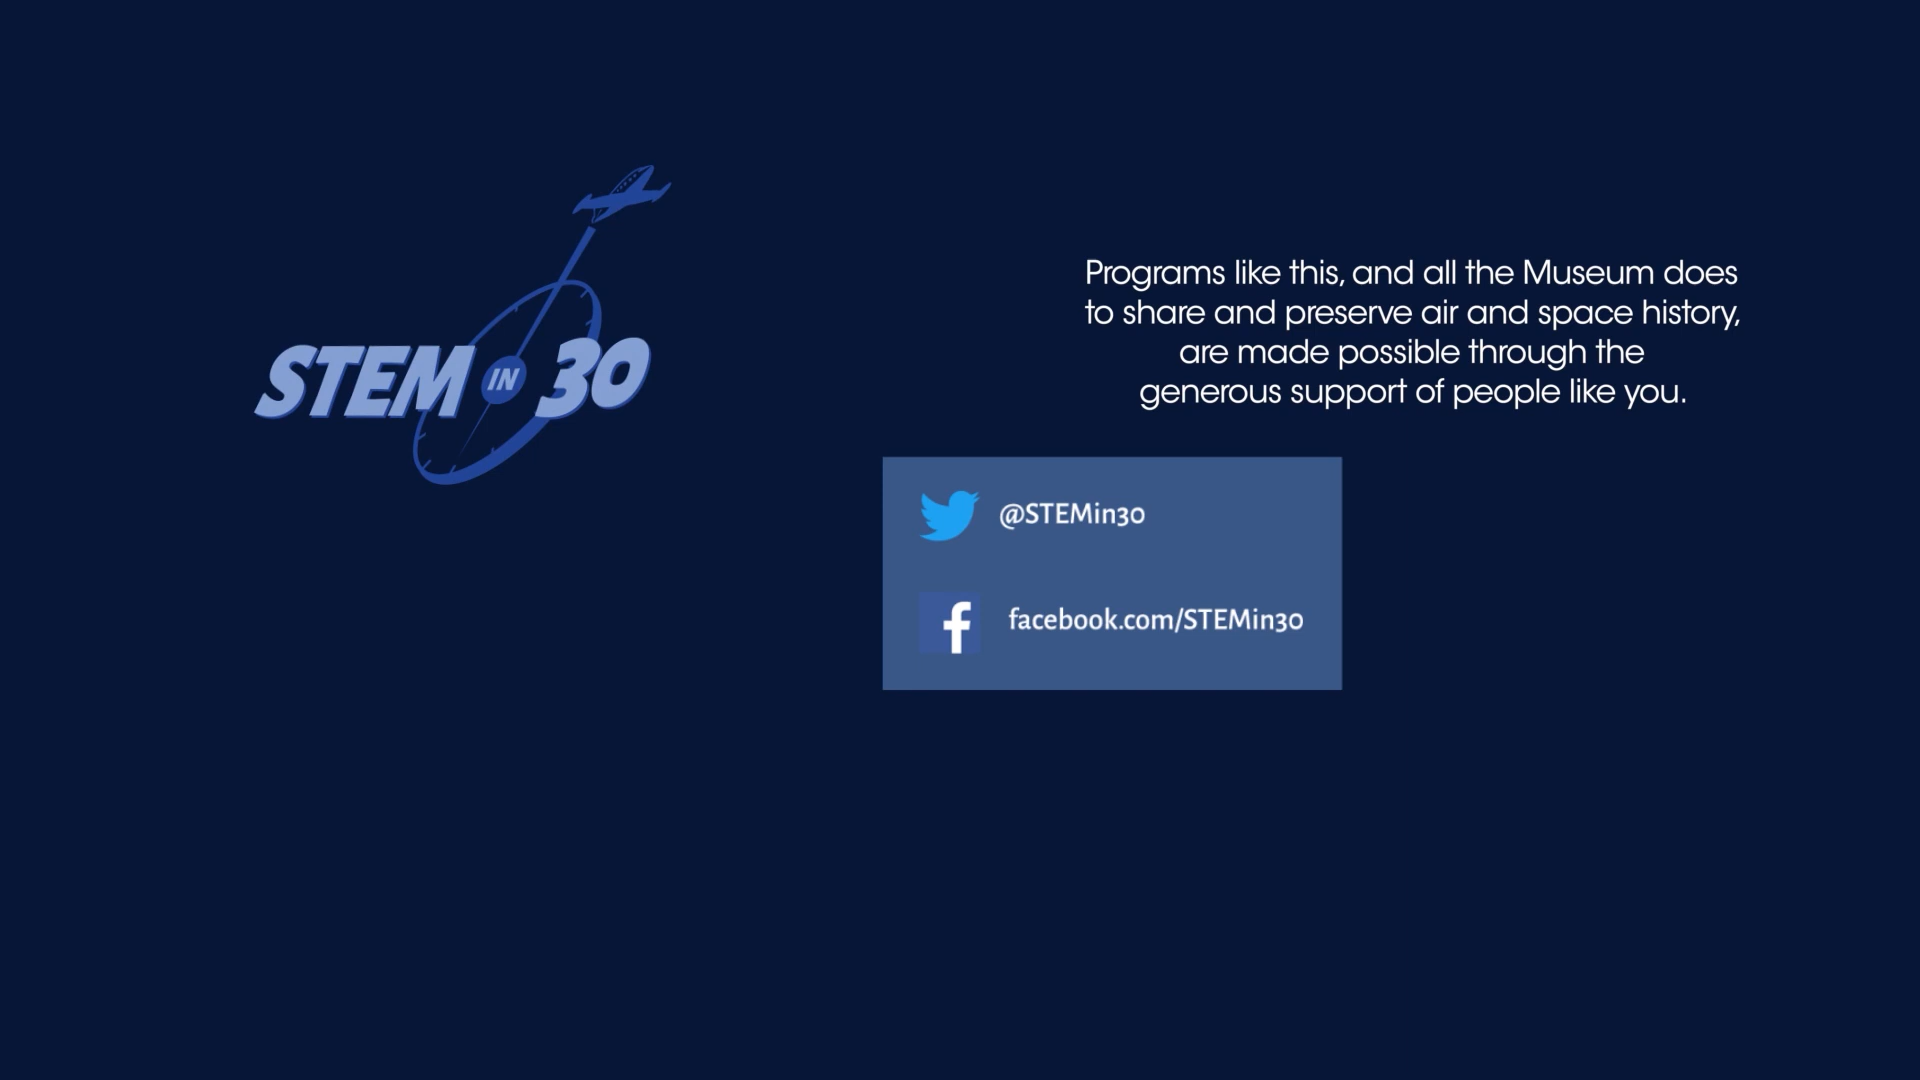 STEM IN 30
Programs like this, and all the Museum does
to share and preserve air and space history,
are made possible through the
generous support of people like you.
@STEMin30
facebook.com/STEMin30